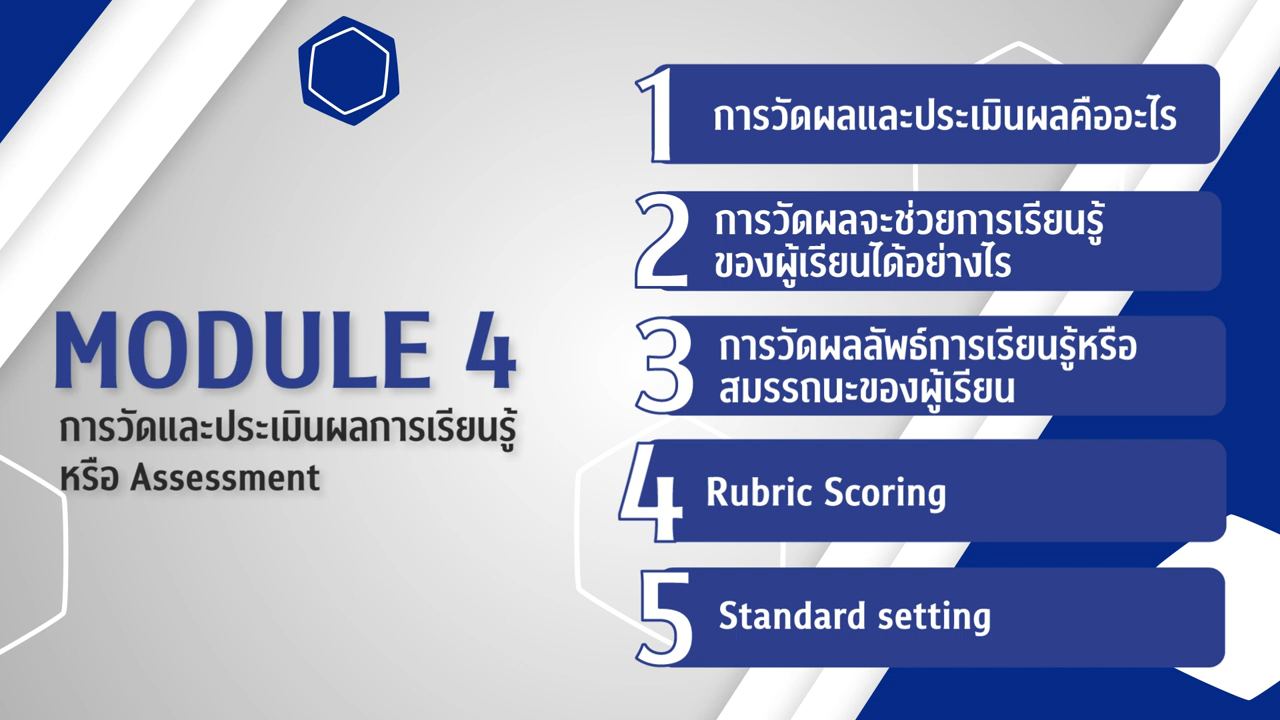 MODULE 4
การวัดและประเมินผลการเรียนรู้
หรือ Assessment
1 การวัดผลและประเมินผลคืออะไร
2 การวัดผลจะช่วยการเรียนรู้
ของผู้เรียนได้อย่างไร
3 การวัดผลลัพธ์การเรียนรู้หรือ
สมรรถนะของผู้เรียน
4 Rubric Scoring
5 Standard setting